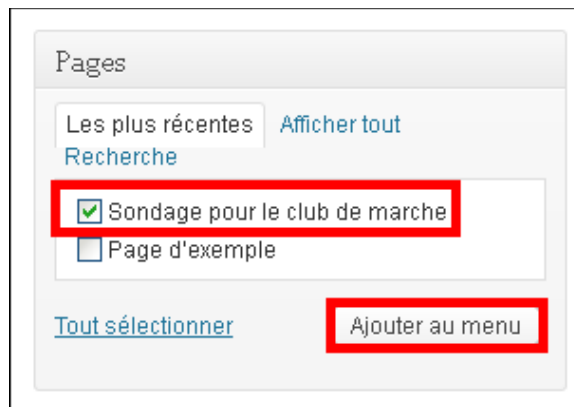 Pages
Les plus récentes Afficher tout
Recherche
Sondage pour le club de marche
Page d'exemple
Tout sélectionner Ajouter au menu